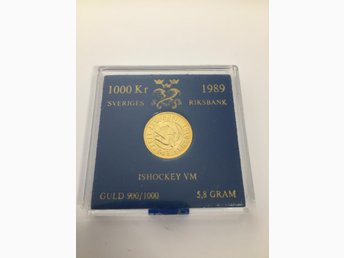 1000 Kr 1989
SVERIGES RIKSBANK
ISHOCKEY VM
GULD 900/1000 5,8 GRAM